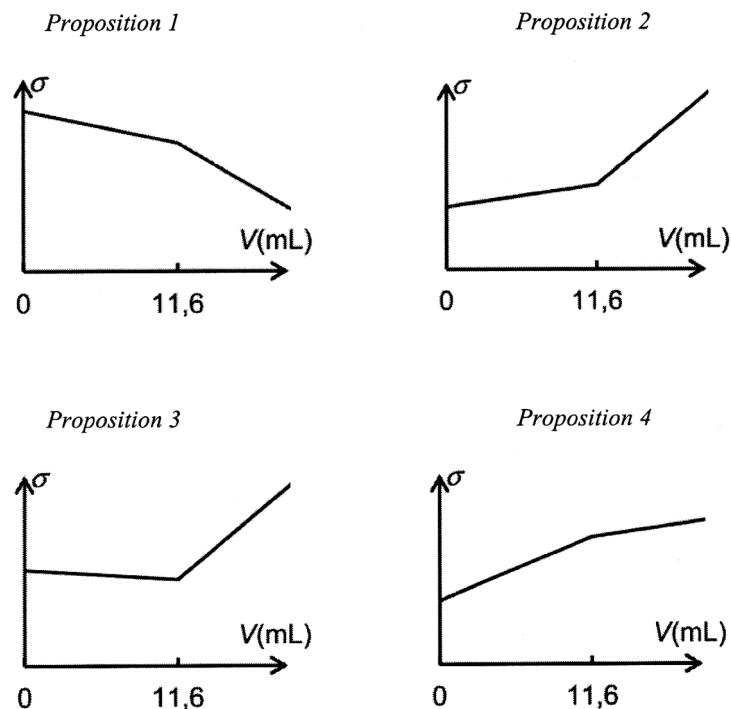 Proposition 1
σ
V(mL)
0
11,6
Proposition 2
σ
V(mL)
0
11,6
Proposition 3
σ
V(mL)
0
11,6
Proposition 4
σ
V(mL)
0
11,6